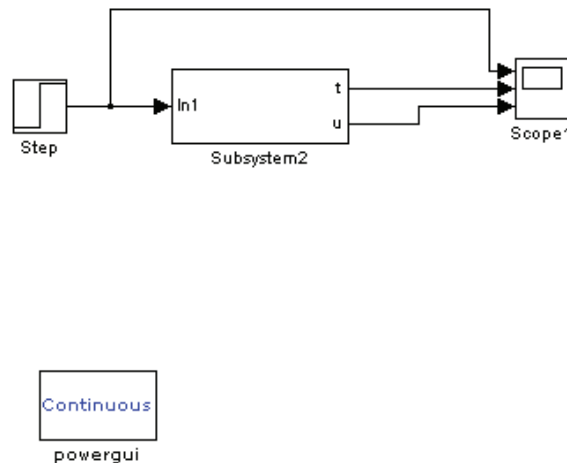 t
In1
u
Step
Subsystem2
Scope1
Continuous
powergui